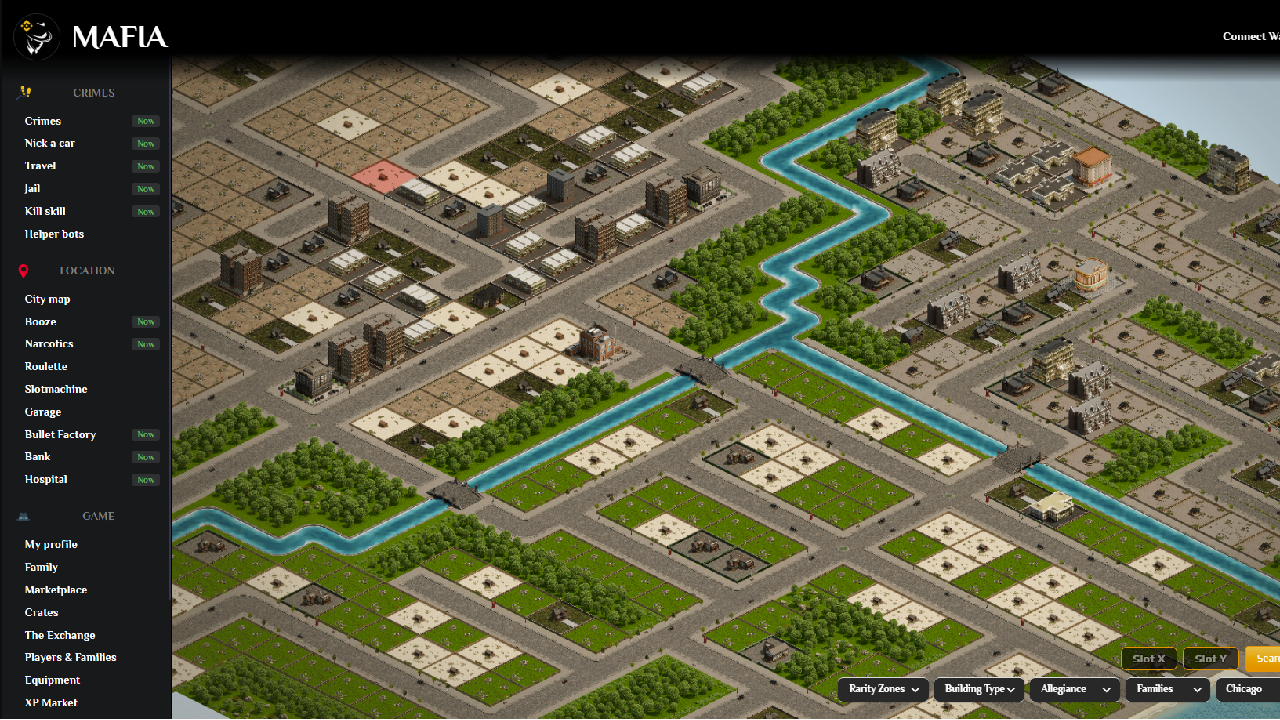 MAFIA
Connect
CRIMES
Crimes Now
Nick a car Now
Travel Now
Jail Now
Kill skill Now
Helper bots
LOCATION
City map
Booze Now
Narcotics Now
Roulette
Slotmachine
Garage
Bullet Factory Now
Bank Now
Hospital Now
GAME
My profile
Family
Marketplace
Crates
The Exchange
Players & Families
Equipment
XP Market
Slot X
Slot Y
Rarity Zones
Building Type
Allegiance
Families
Chicago